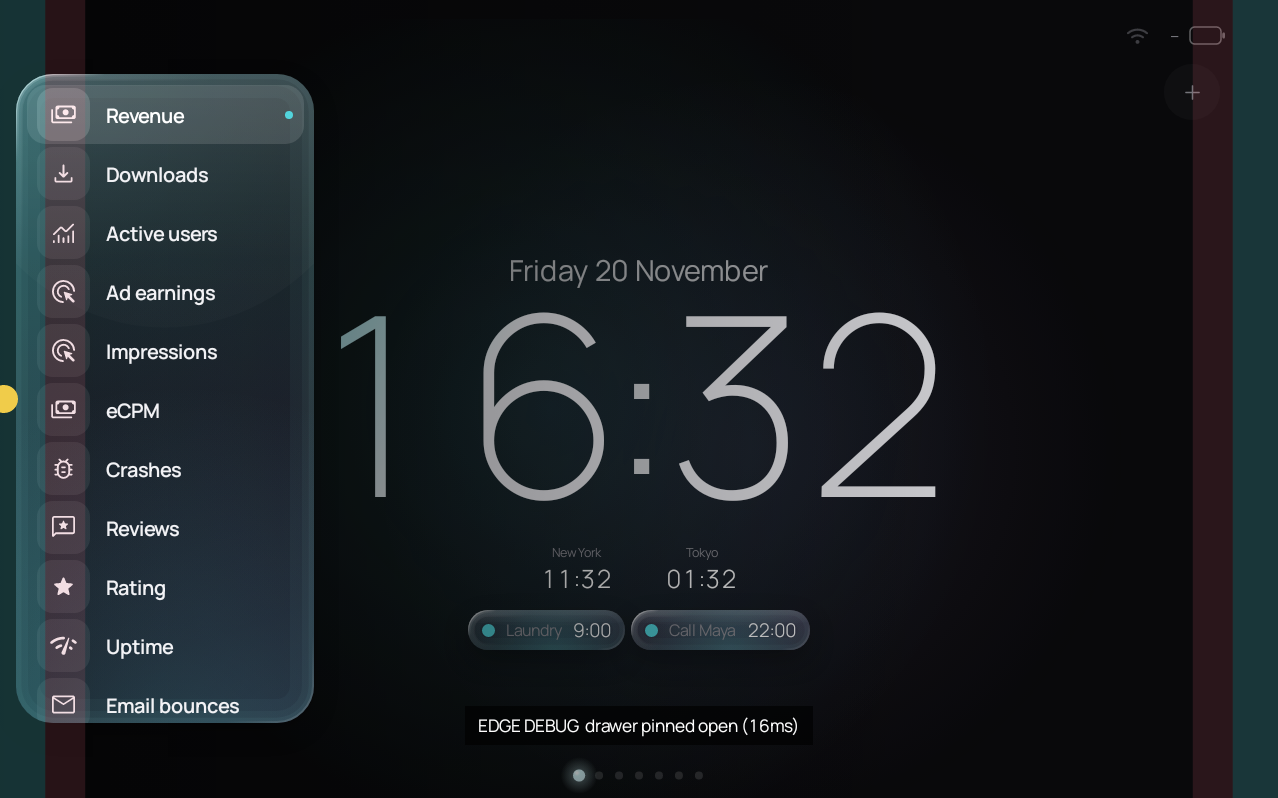 Revenue
Downloads
Active users
Ad earnings
Impressions
eCPM
Crashes
Reviews
Rating
Uptime
Email bounces
–
+
Friday 20 November
16:32
New York
11:32
Tokyo
01:32
Laundry 9:00
Call Maya 22:00
EDGE DEBUG drawer pinned open (16ms)